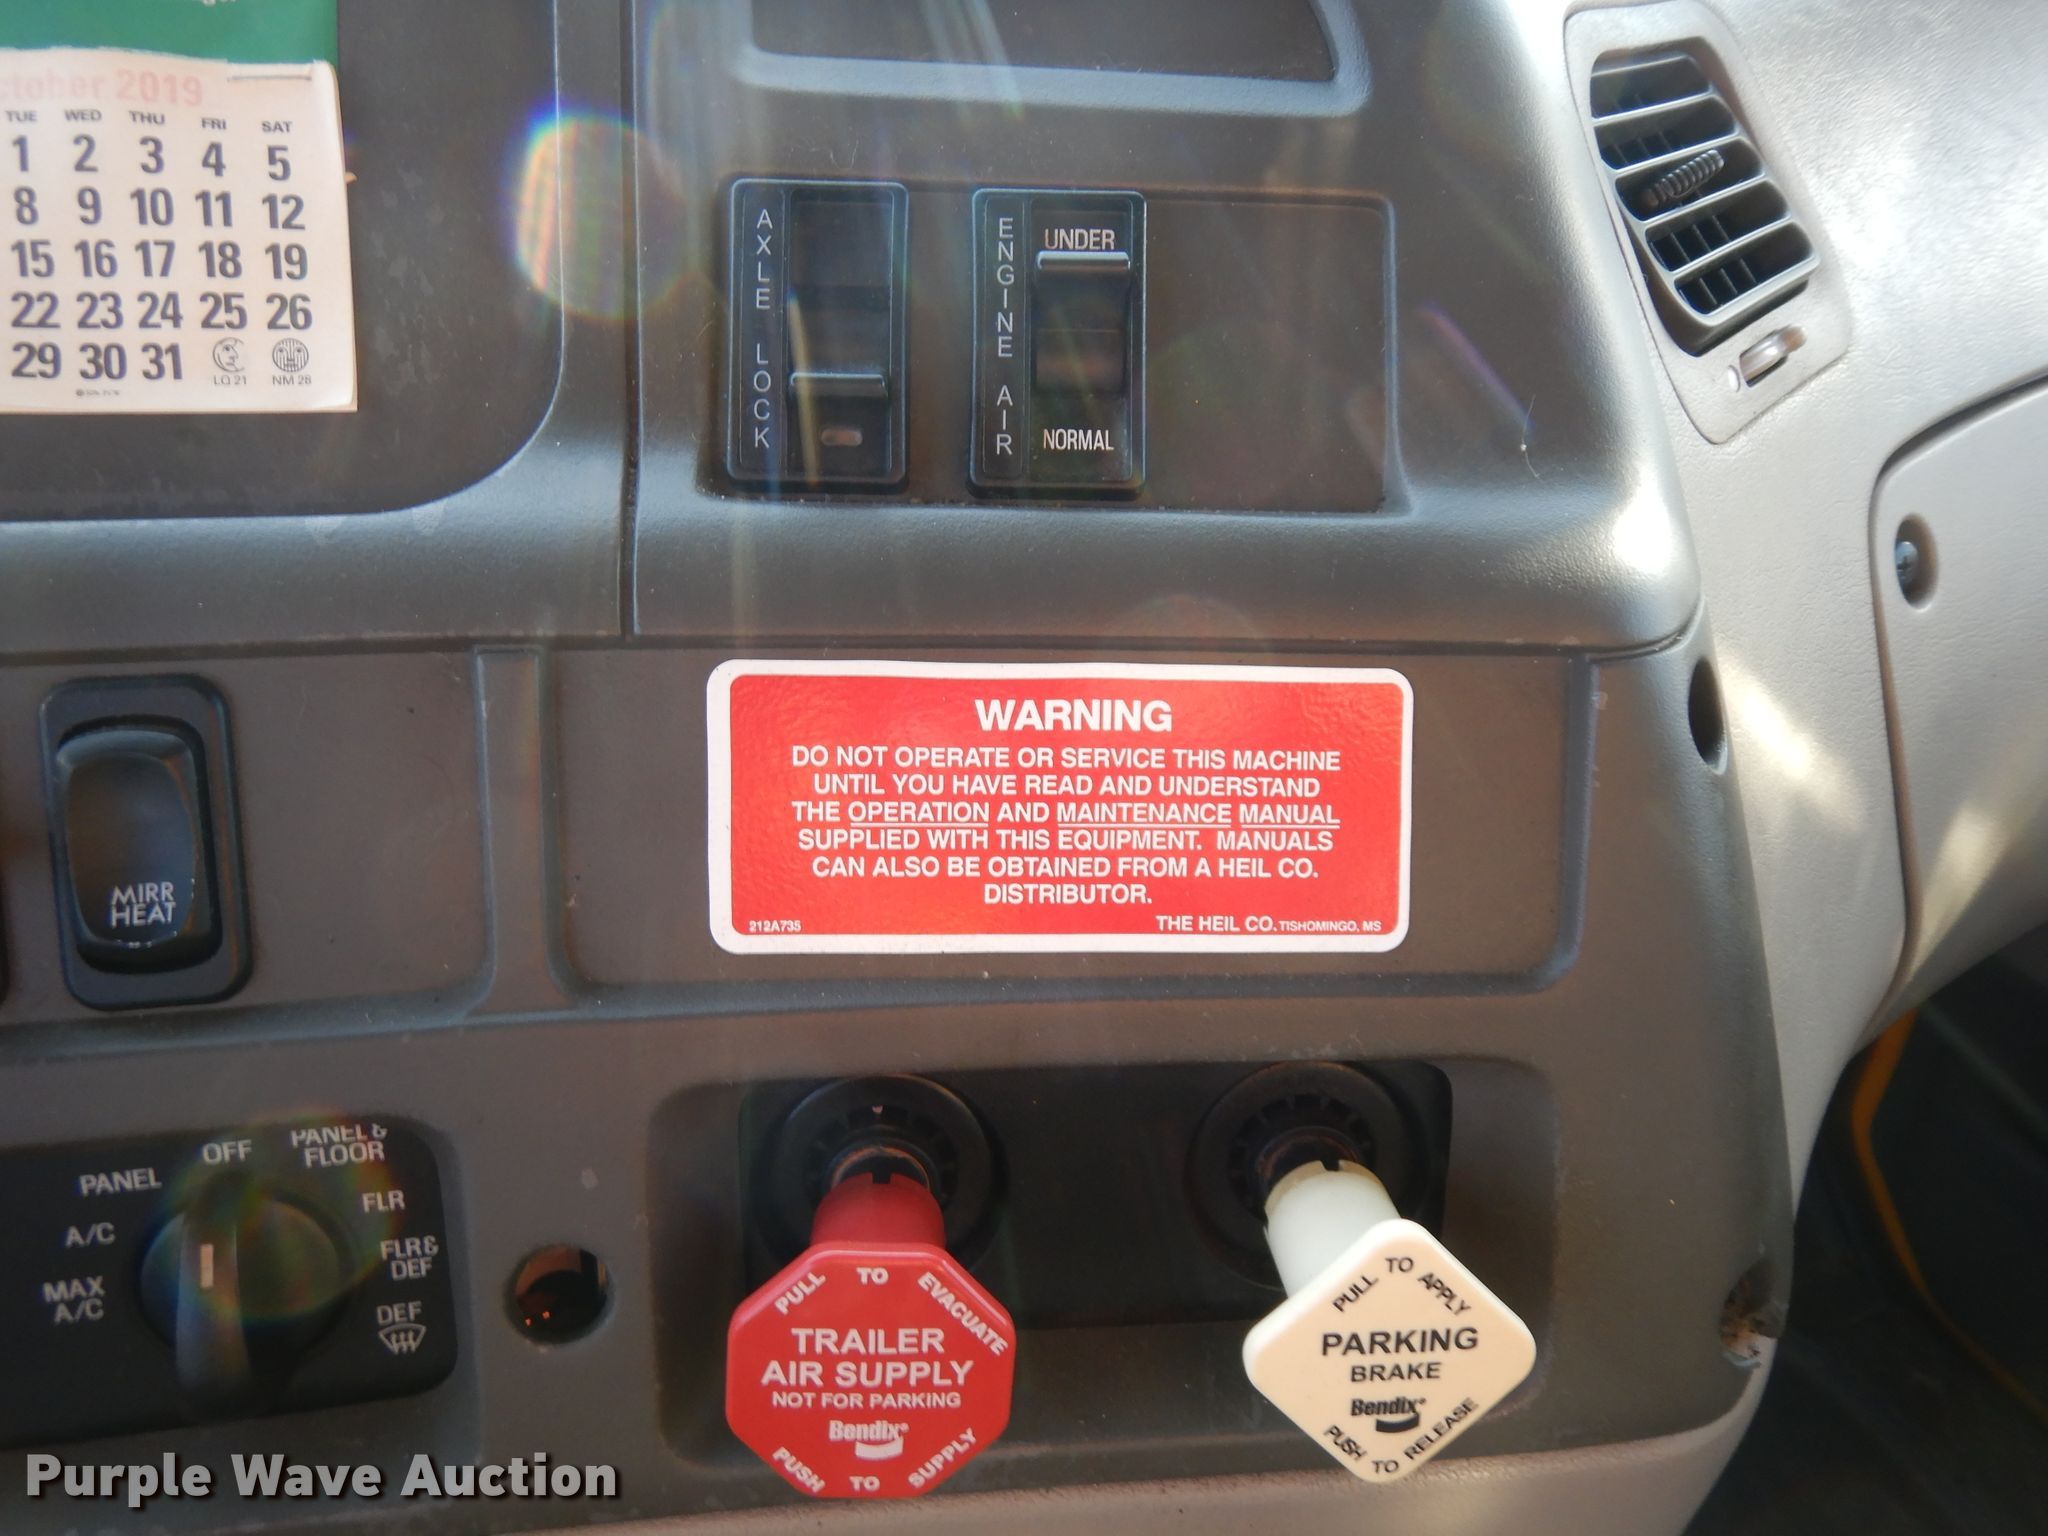 2019
TUE WED THU FRI SAT
1 2 3 4 5
8 9 10 11 12
15 16 17 18 19
22 23 24 25 26
29 30 31
LQ 21 NM 28
AXLE LOCK
ENGINE AIR
UNDER
NORMAL
WARNING
DO NOT OPERATE OR SERVICE THIS MACHINE
UNTIL YOU HAVE READ AND UNDERSTAND
THE OPERATION AND MAINTENANCE MANUAL
SUPPLIED WITH THIS EQUIPMENT. MANUALS
CAN ALSO BE OBTAINED FROM A HEIL CO.
DISTRIBUTOR.
212A735 THE HEIL CO. TISHOMINGO, MS
MIRR
HEAT
MAX
A/C
A/C
PANEL
OFF
PANEL &
FLOOR
FLR
FLR&
DEF
DEF
PULL TO EVACUATE
TRAILER
AIR SUPPLY
NOT FOR PARKING
Bendix®
PUSH TO SUPPLY
PULL TO APPLY
PARKING
BRAKE
Bendix®
PUSH TO RELEASE
Purple Wave Auction